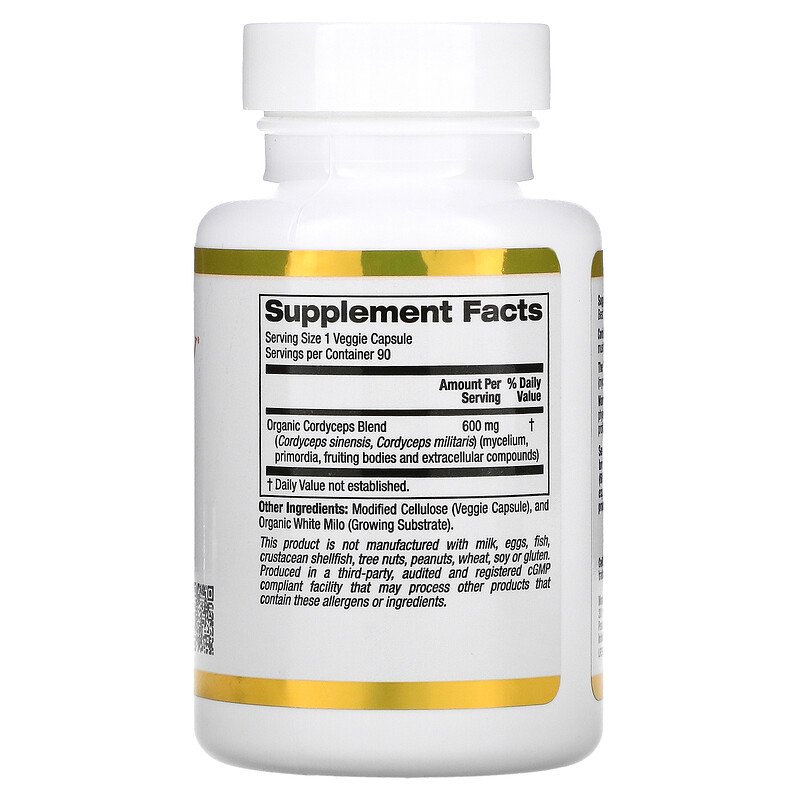 Supplement Facts
Serving Size 1 Veggie Capsule
Servings per Container 90
Amount Per Serving % Daily Value
Organic Cordyceps Blend 600 mg †
(Cordyceps sinensis, Cordyceps militaris) (mycelium,
primordia, fruiting bodies and extracellular compounds)
† Daily Value not established.
Other Ingredients: Modified Cellulose (Veggie Capsule), and
Organic White Milo (Growing Substrate).
This product is not manufactured with milk, eggs, fish,
crustacean shellfish, tree nuts, peanuts, wheat, soy or gluten.
Produced in a third-party, audited and registered cGMP
compliant facility that may process other products that
contain these allergens or ingredients.